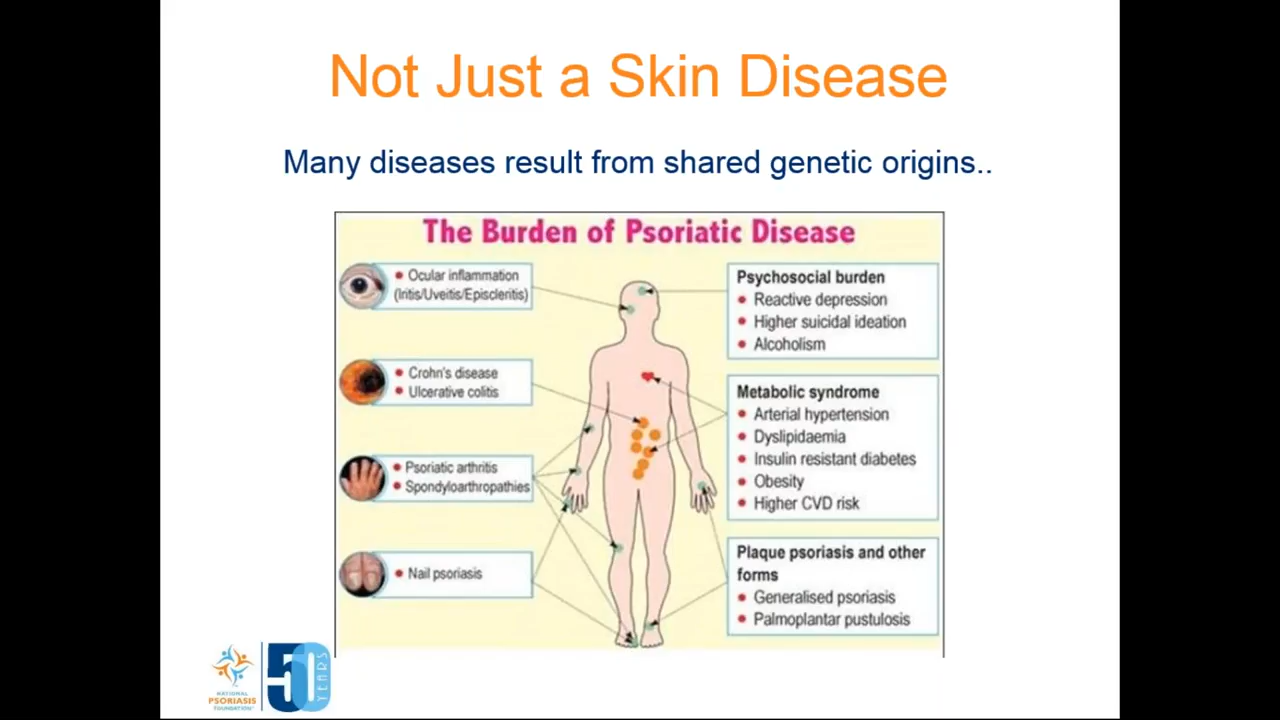 Not Just a Skin Disease
Many diseases result from shared genetic origins..
The Burden of Psoriatic Disease
Ocular inflammation
(Iritis/Uveitis/Episcleritis)
Crohn's disease
Ulcerative colitis
Psoriatic arthritis
Spondyloarthropathies
Nail psoriasis
Psychosocial burden
Reactive depression
Higher suicidal ideation
Alcoholism
Metabolic syndrome
Arterial hypertension
Dyslipidaemia
Insulin resistant diabetes
Obesity
Higher CVD risk
Plaque psoriasis and other
forms
Generalised psoriasis
Palmoplantar pustulosis
NATIONAL
PSORIASIS
FOUNDATION
50
YEARS